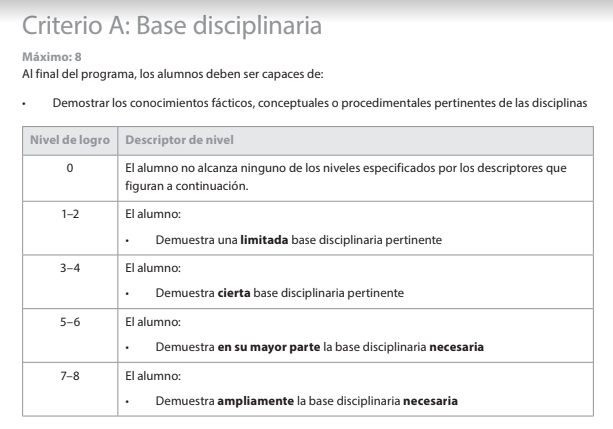 Criterio A: Base disciplinaria
Máximo: 8
Al final del programa, los alumnos deben ser capaces de:
• Demostrar los conocimientos fácticos, conceptuales o procedimentales pertinentes de las disciplinas
Nivel de logro Descriptor de nivel
0 El alumno no alcanza ninguno de los niveles especificados por los descriptores que
figuran a continuación.
1–2 El alumno:
• Demuestra una limitada base disciplinaria pertinente
3–4 El alumno:
• Demuestra cierta base disciplinaria pertinente
5–6 El alumno:
• Demuestra en su mayor parte la base disciplinaria necesaria
7–8 El alumno:
• Demuestra ampliamente la base disciplinaria necesaria